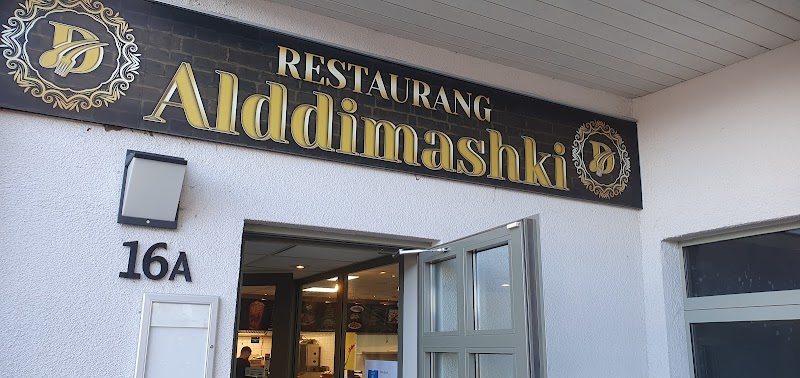 D
RESTAURANG
Alddimashki
D
16A